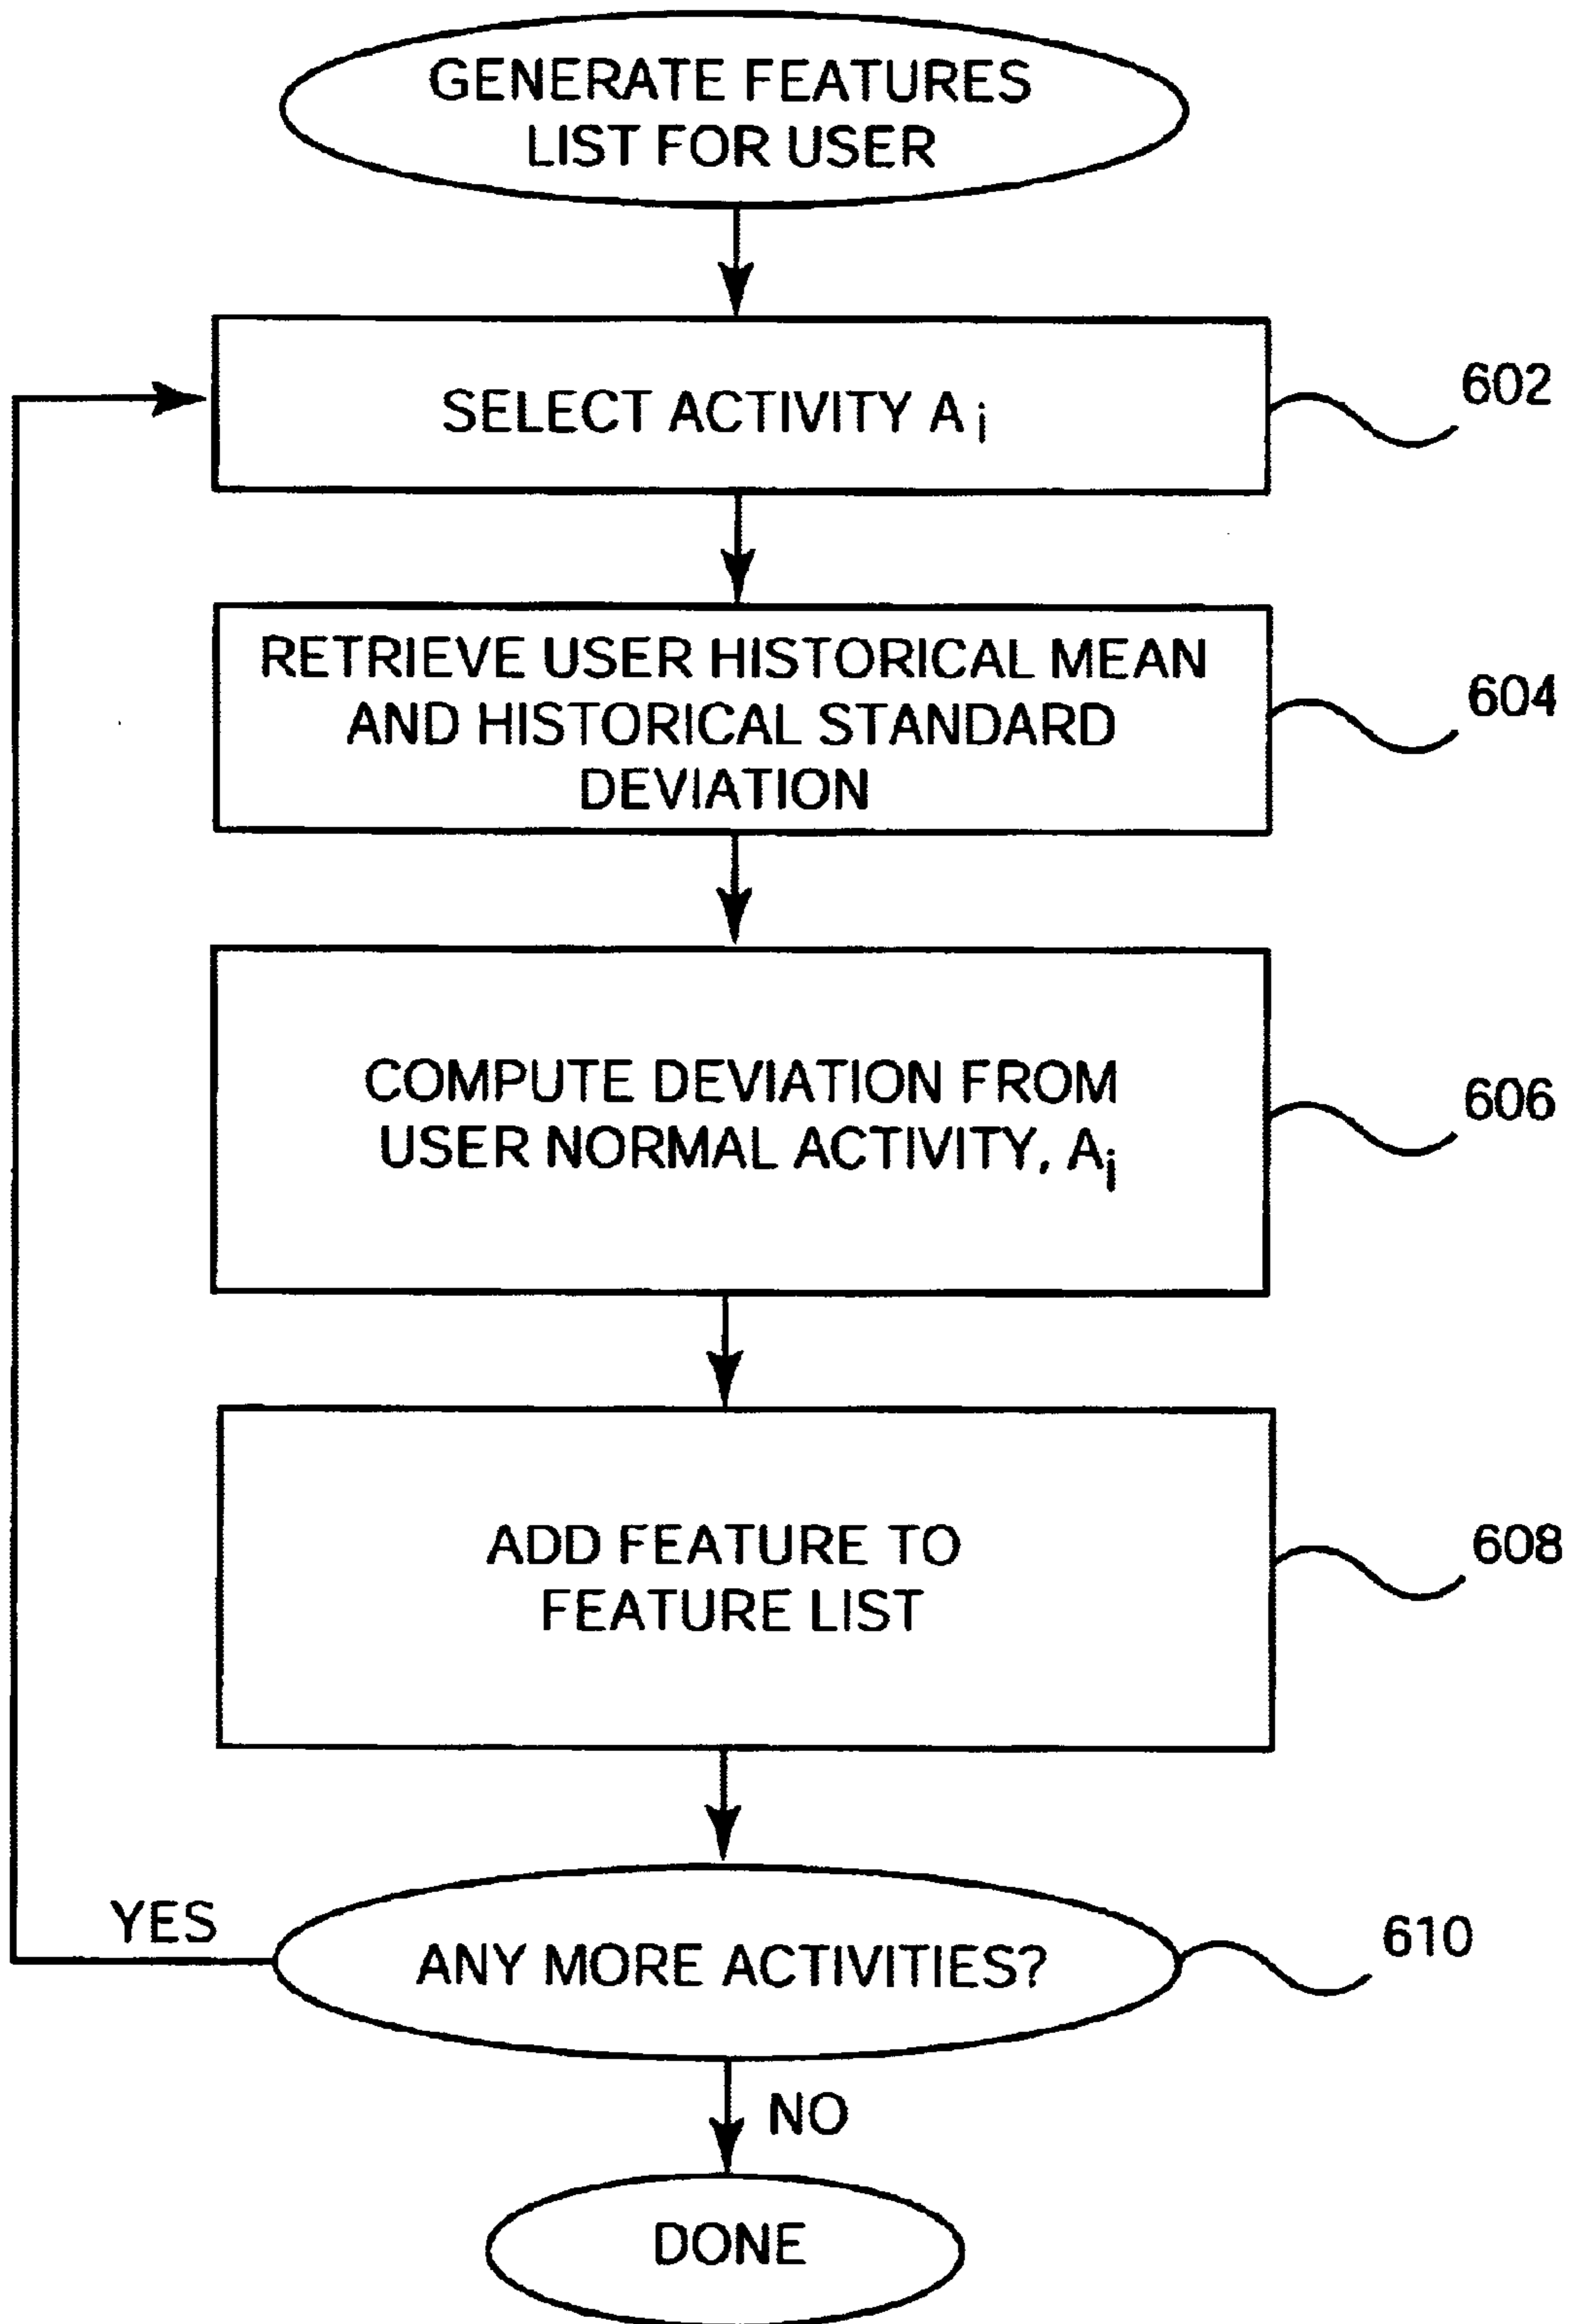 GENERATE FEATURES
LIST FOR USER
SELECT ACTIVITY A i
602
RETRIEVE USER HISTORICAL MEAN
AND HISTORICAL STANDARD
DEVIATION
604
COMPUTE DEVIATION FROM
USER NORMAL ACTIVITY, Ai
606
ADD FEATURE TO
FEATURE LIST
608
YES
ANY MORE ACTIVITIES?
610
NO
DONE